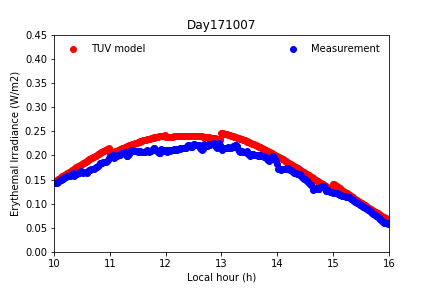 Day171007
TUV model
Measurement
Erythemal Irradiance (W/m2)
0.45
0.40
0.35
0.30
0.25
0.20
0.15
0.10
0.05
0.00
10 11 12 13 14 15 16
Local hour (h)